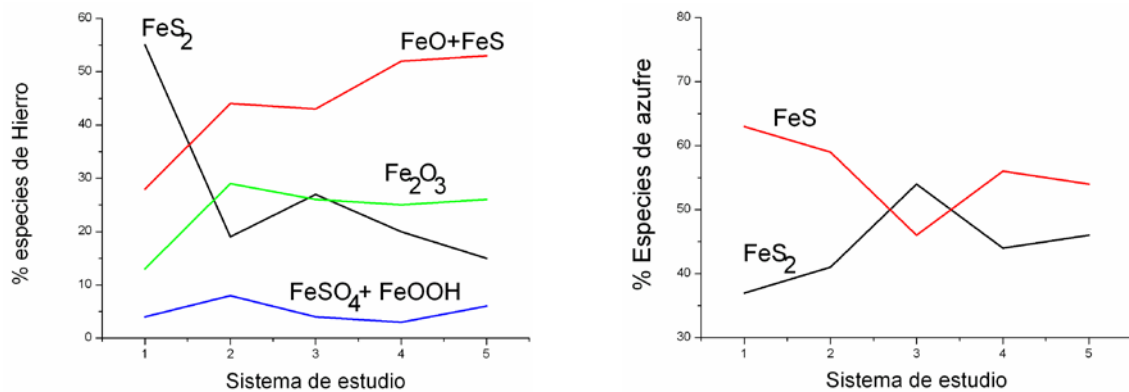 60
FeS2
FeO+FeS
50
40
30
Fe2O3
20
10
FeSO4+ FeOOH
0
1 2 3 4 5
% especies de Hierro
Sistema de estudio
80
70
FeS
60
50
FeS2
40
30
1 2 3 4 5
% Especies de azufre
Sistema de estudio